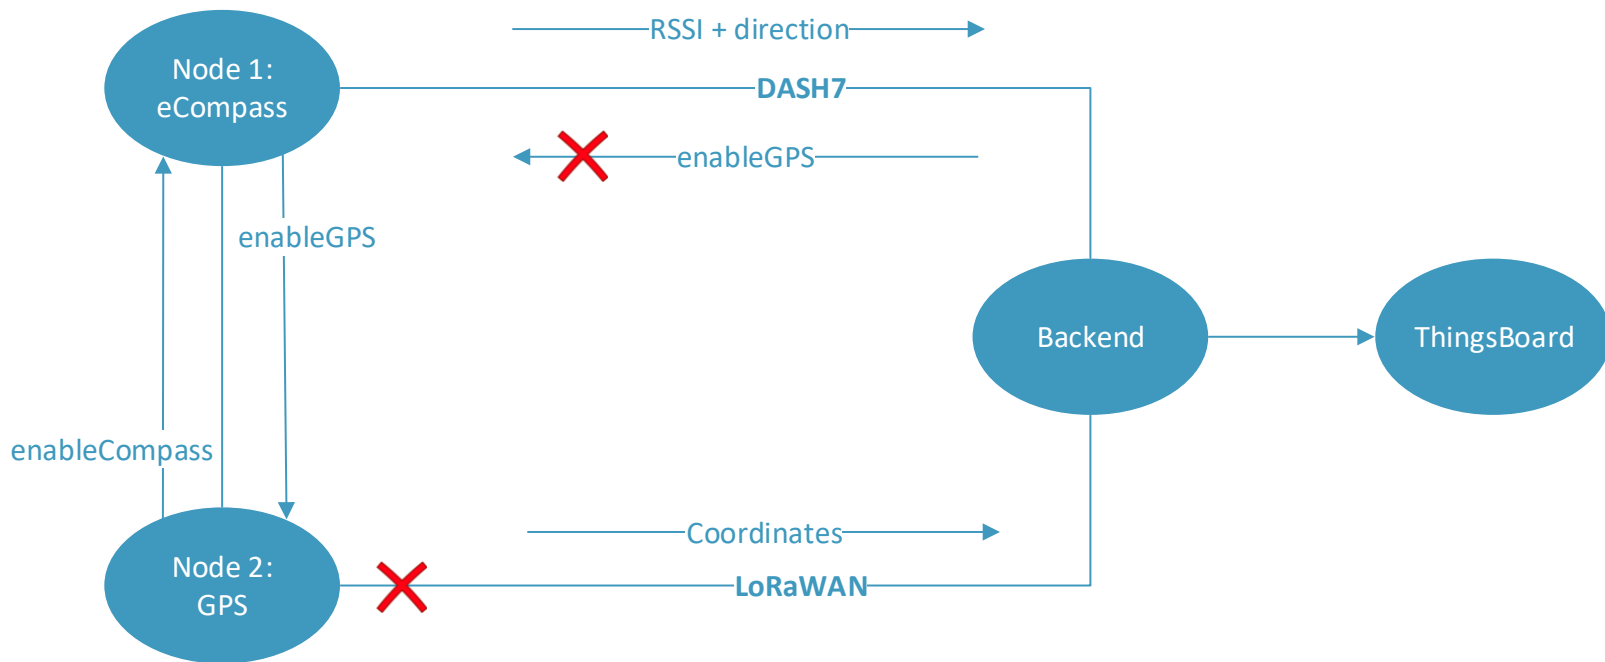 RSSI + direction
Node 1:
eCompass
DASH7
enableGPS
enableGPS
Backend
ThingsBoard
enableCompass
Coordinates
Node 2:
GPS
LoRaWAN